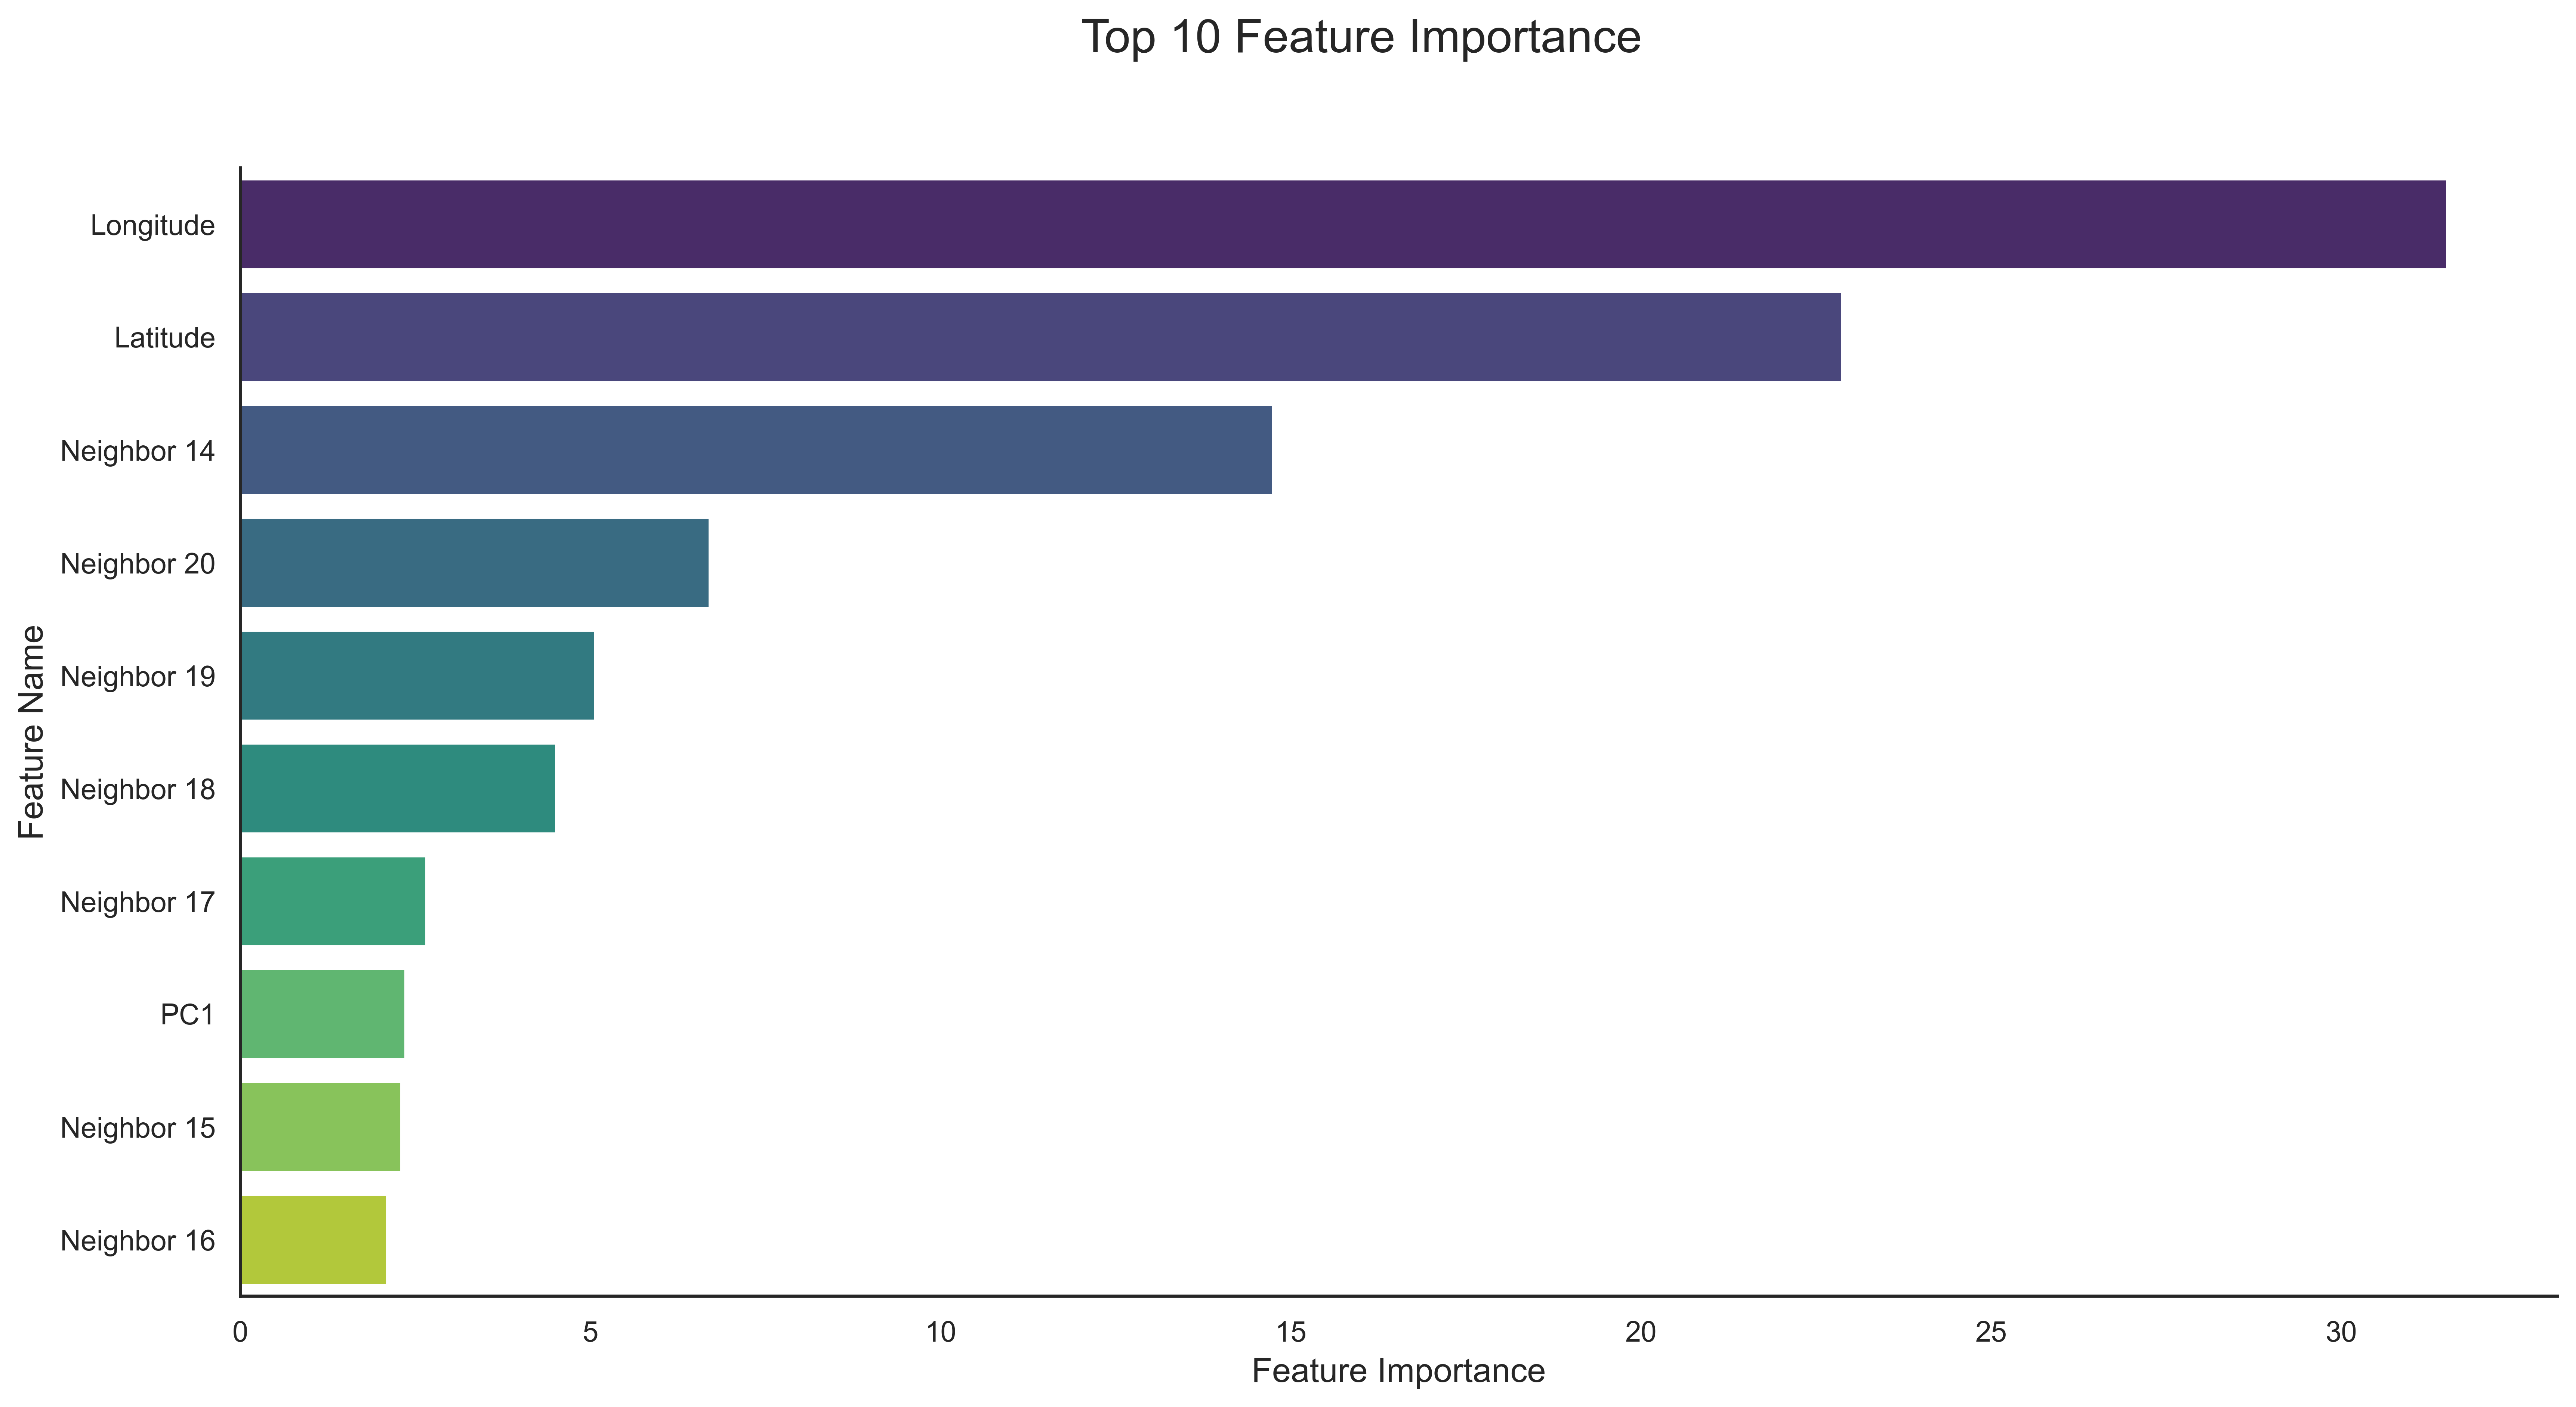 Top 10 Feature Importance
Feature Name
Longitude
Latitude
Neighbor 14
Neighbor 20
Neighbor 19
Neighbor 18
Neighbor 17
PC1
Neighbor 15
Neighbor 16
0 5 10 15 20 25 30
Feature Importance